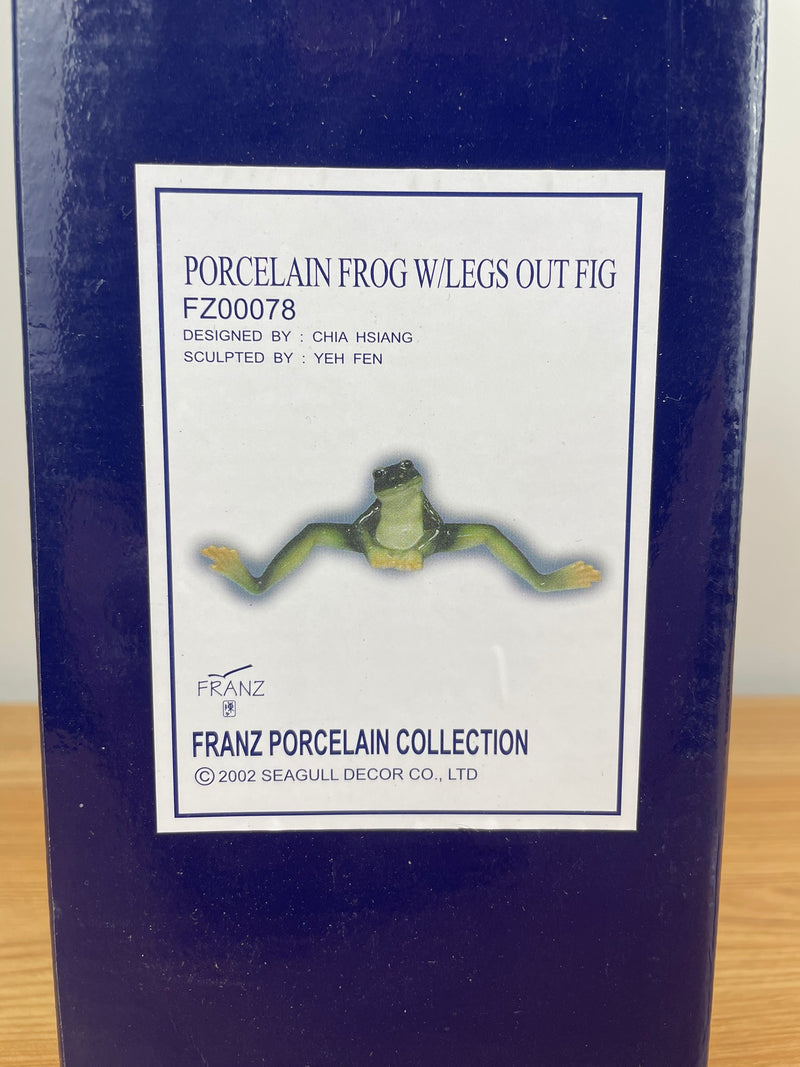 PORCELAIN FROG W/LEGS OUT FIG
FZ00078
DESIGNED BY : CHIA HSIANG
SCULPTED BY : YEH FEN
FRANZ
FRANZ PORCELAIN COLLECTION
© 2002 SEAGULL DECOR CO., LTD